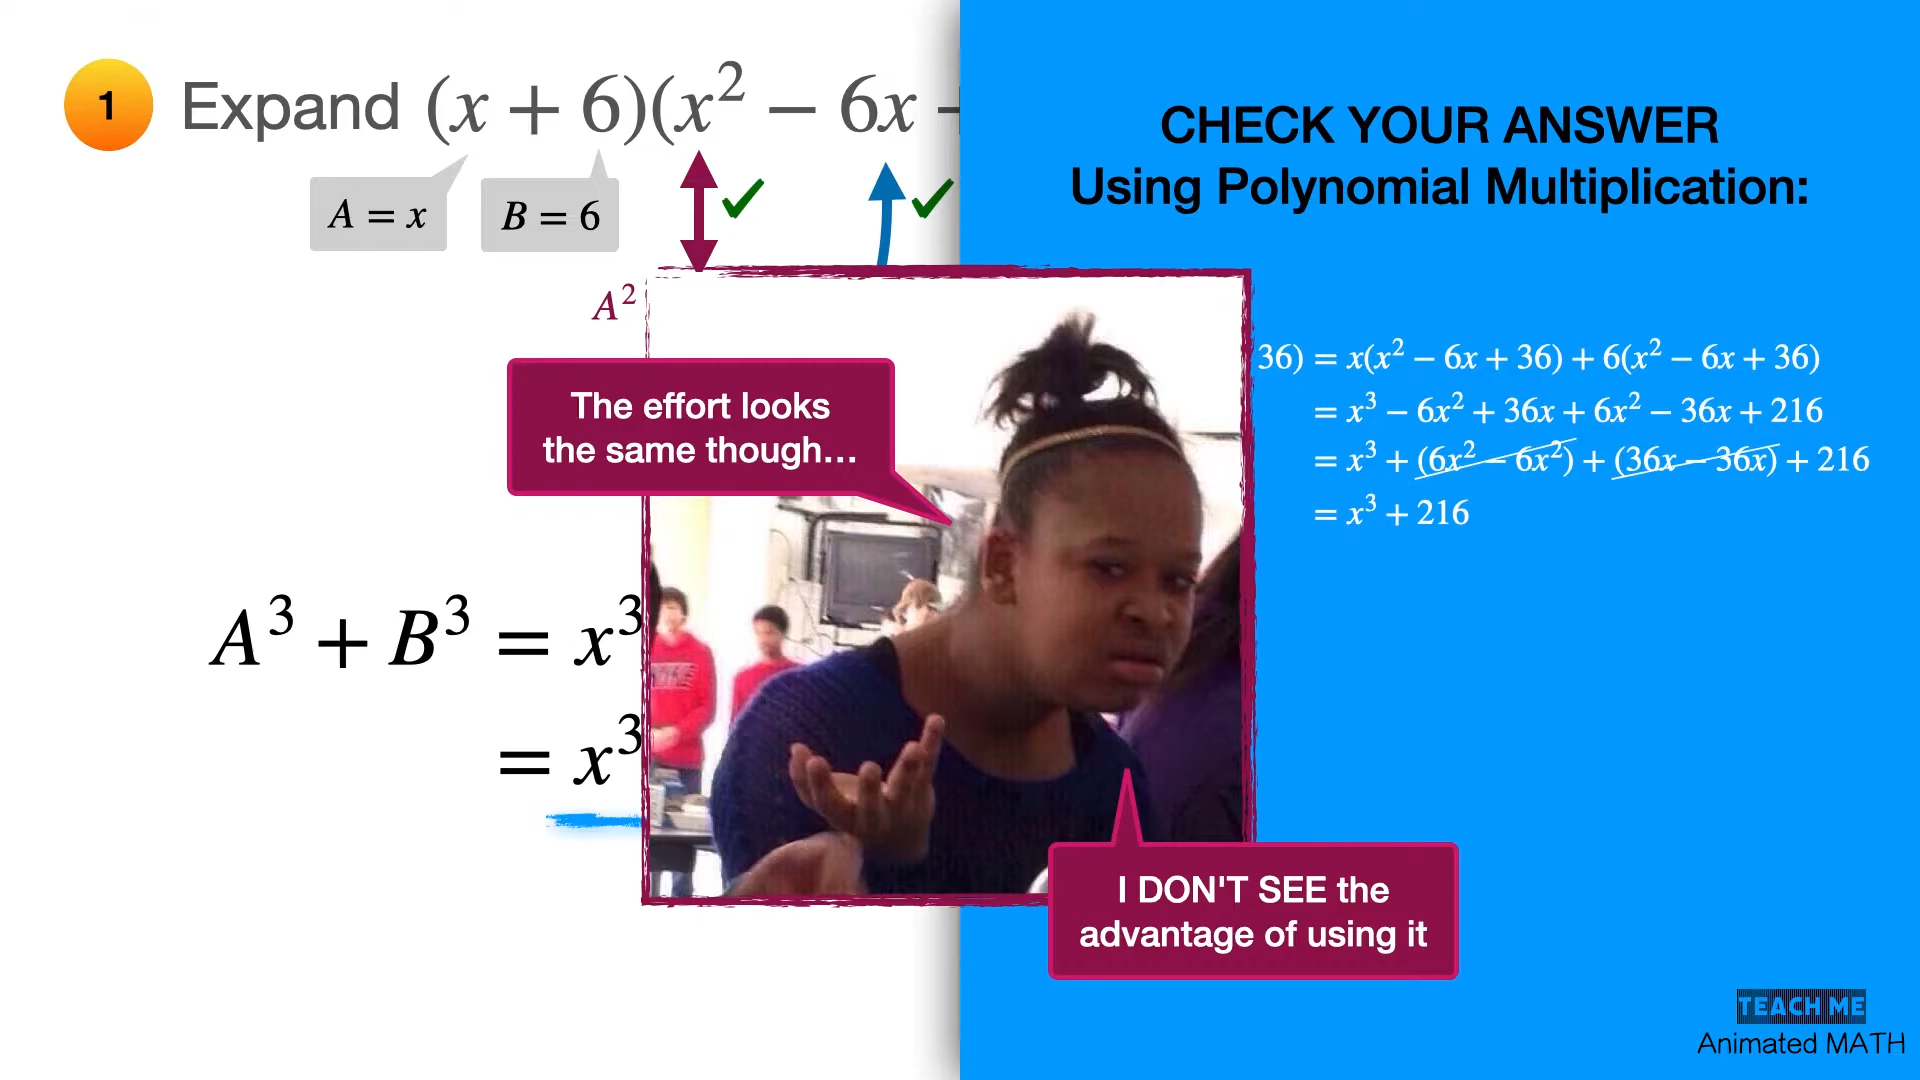 1
Expand (x + 6)(x² − 6x
A = x
B = 6
A²
A³ + B³ = x³
= x³
CHECK YOUR ANSWER
Using Polynomial Multiplication:
36) = x(x² − 6x + 36) + 6(x² − 6x + 36)
= x³ − 6x² + 36x + 6x² − 36x + 216
= x³ + (6x² − 6x²) + (36x − 36x) + 216
= x³ + 216
The effort looks
the same though...
I DON'T SEE the
advantage of using it
TEACH ME
Animated MATH